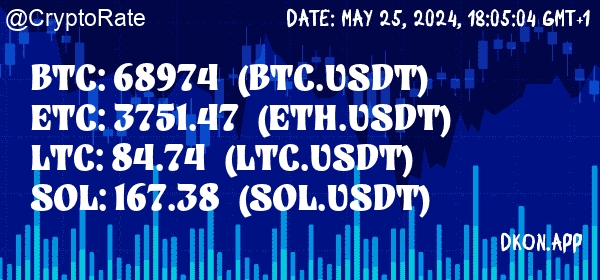 @CryptoRate
DATE: MAY 25, 2024, 18:05:04 GMT+1
BTC: 68974 (BTC.USDT)
ETC: 3751.47 (ETH.USDT)
LTC: 84.74 (LTC.USDT)
SOL: 167.38 (SOL.USDT)
DKON.APP